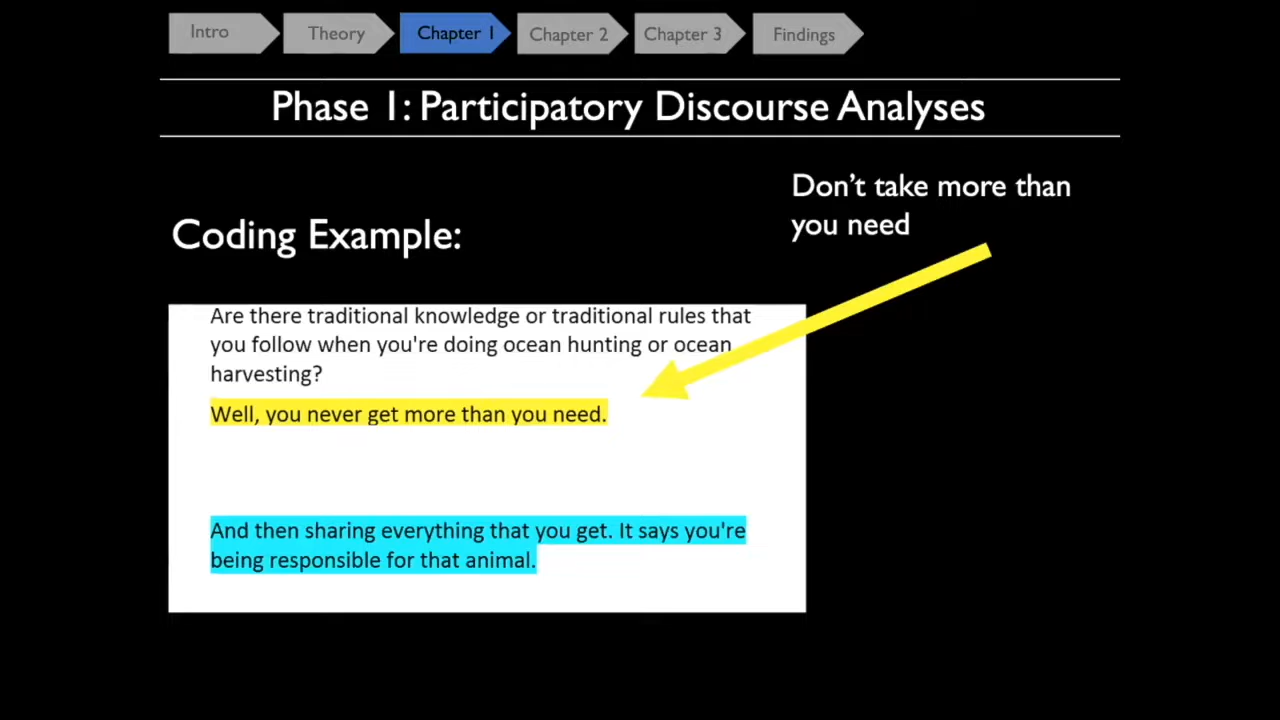 Intro
Theory
Chapter 1
Chapter 2
Chapter 3
Findings
Phase 1: Participatory Discourse Analyses
Don't take more than
you need
Coding Example:
Are there traditional knowledge or traditional rules that
you follow when you're doing ocean hunting or ocean
harvesting?
Well, you never get more than you need.
And then sharing everything that you get. It says you're
being responsible for that animal.